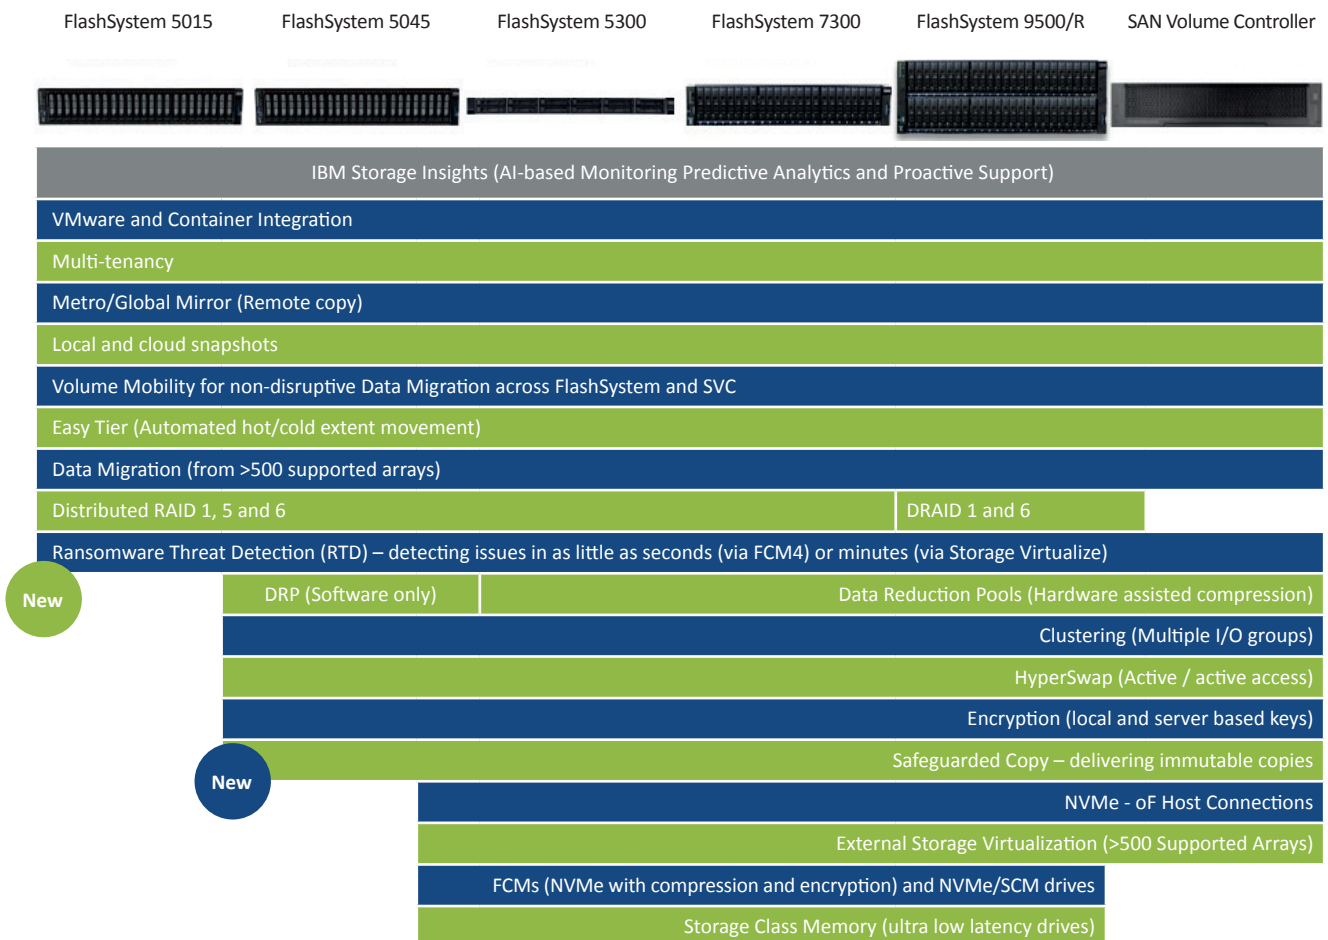 FlashSystem 5015
FlashSystem 5045
FlashSystem 5300
FlashSystem 7300
FlashSystem 9500/R
SAN Volume Controller
IBM Storage Insights (AI-based Monitoring Predictive Analytics and Proactive Support)
VMware and Container Integration
Multi-tenancy
Metro/Global Mirror (Remote copy)
Local and cloud snapshots
Volume Mobility for non-disruptive Data Migration across FlashSystem and SVC
Easy Tier (Automated hot/cold extent movement)
Data Migration (from >500 supported arrays)
Distributed RAID 1, 5 and 6
DRAID 1 and 6
Ransomware Threat Detection (RTD) – detecting issues in as little as seconds (via FCM4) or minutes (via Storage Virtualize)
New
DRP (Software only)
Data Reduction Pools (Hardware assisted compression)
Clustering (Multiple I/O groups)
HyperSwap (Active / active access)
Encryption (local and server based keys)
Safeguarded Copy – delivering immutable copies
New
NVMe - oF Host Connections
External Storage Virtualization (>500 Supported Arrays)
FCMs (NVMe with compression and encryption) and NVMe/SCM drives
Storage Class Memory (ultra low latency drives)